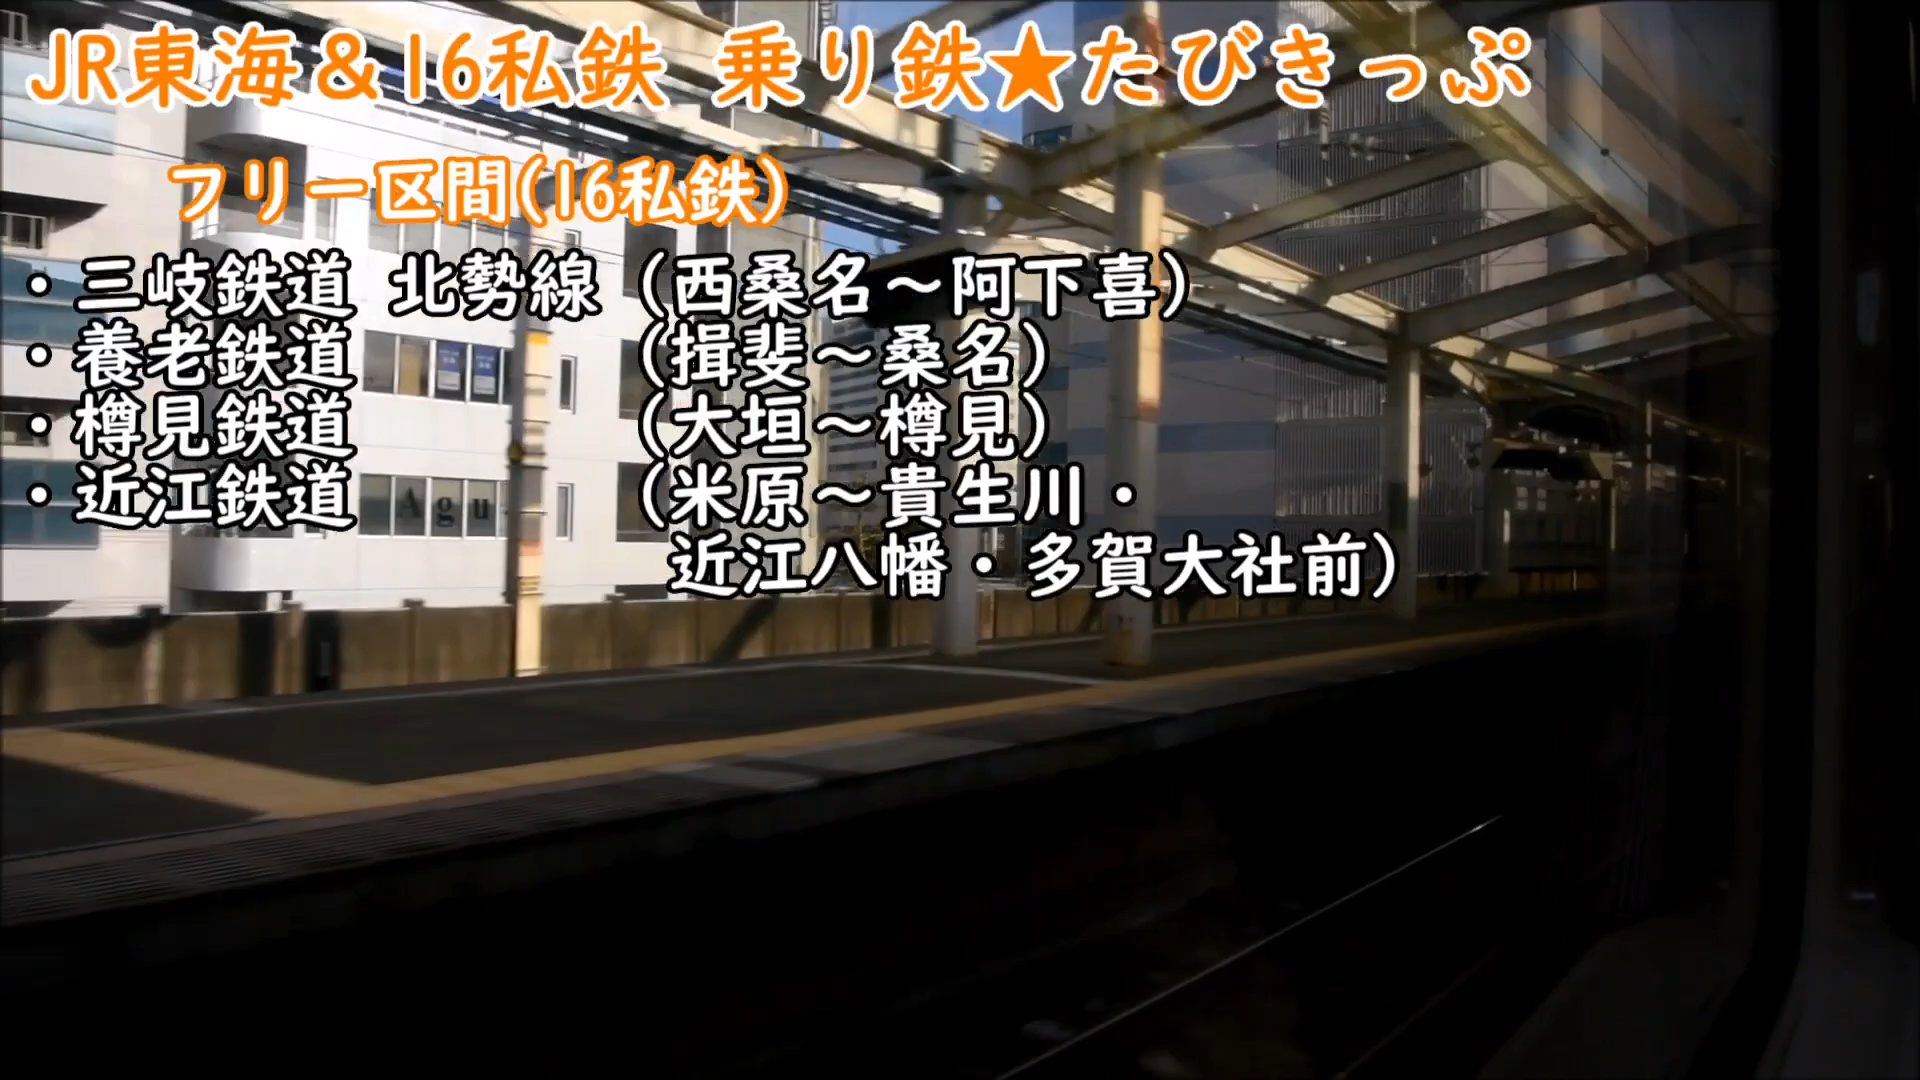 JR東海&16私鉄 乗り鉄★たびきっぷ
フリー区間(16私鉄)
・三岐鉄道 北勢線 (西桑名～阿下喜)
・養老鉄道 (揖斐～桑名)
・樽見鉄道 (大垣～樽見)
・近江鉄道 (米原～貴生川・
近江八幡・多賀大社前)
Agu